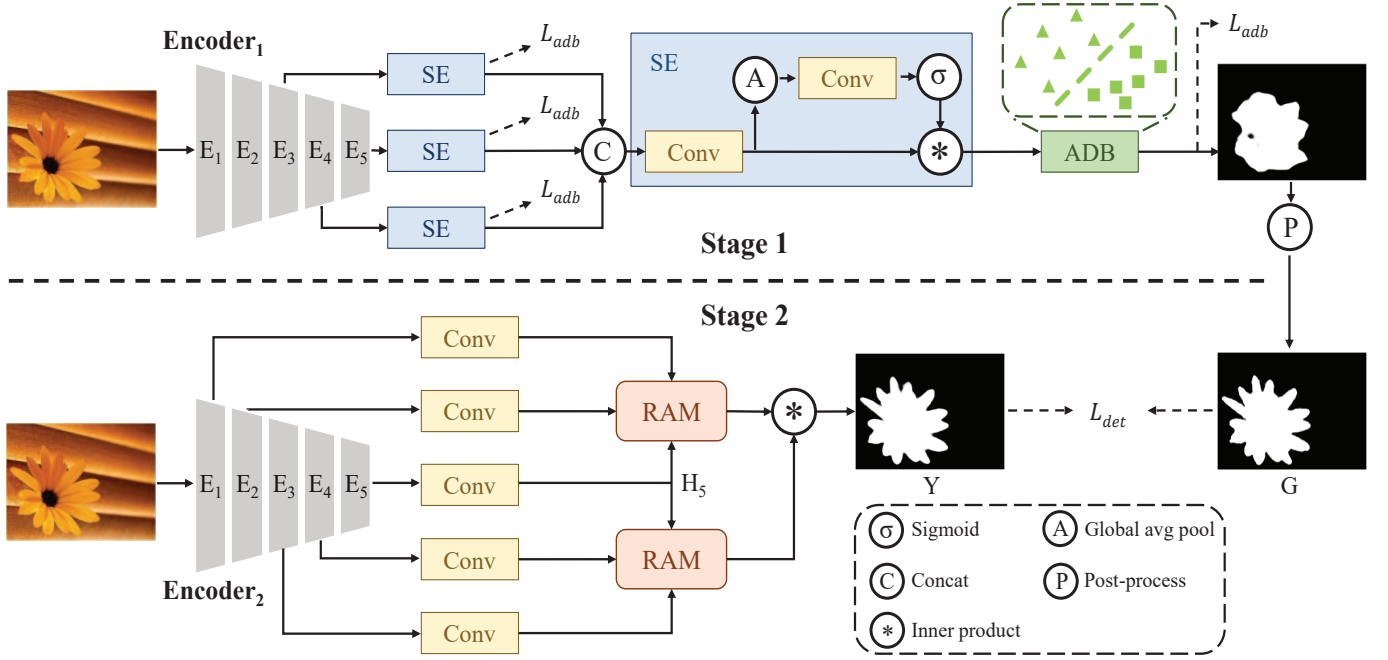 Encoder₁
E₁ E₂ E₃ E₄ E₅
SE
L_adb
SE
L_adb
SE
L_adb
C
SE
Conv
A
Conv
σ
*
ADB
L_adb
P
Stage 1
Stage 2
E₁ E₂ E₃ E₄ E₅
Encoder₂
Conv
Conv
Conv
Conv
Conv
RAM
H₅
RAM
*
Y
L_det
G
σ Sigmoid
A Global avg pool
C Concat
P Post-process
* Inner product